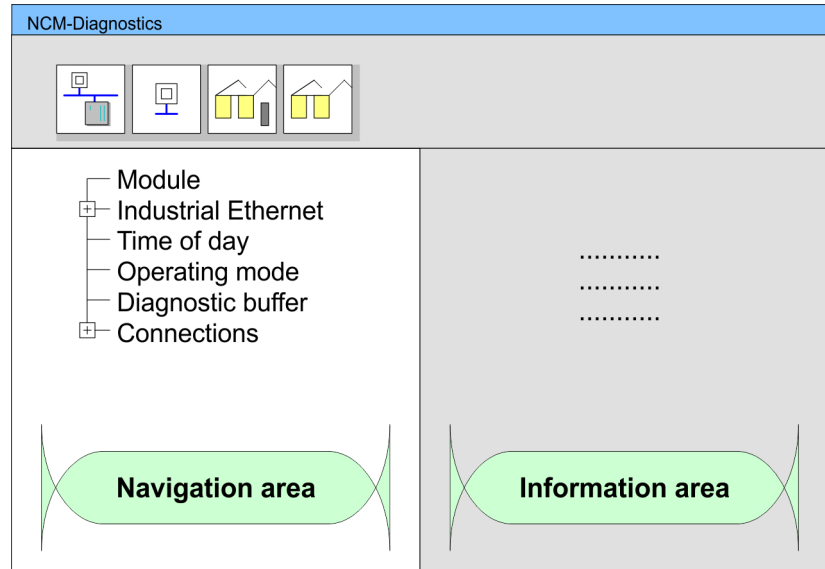 NCM-Diagnostics
Module
Industrial Ethernet
Time of day
Operating mode
Diagnostic buffer
Connections
...........
...........
...........
Navigation area
Information area